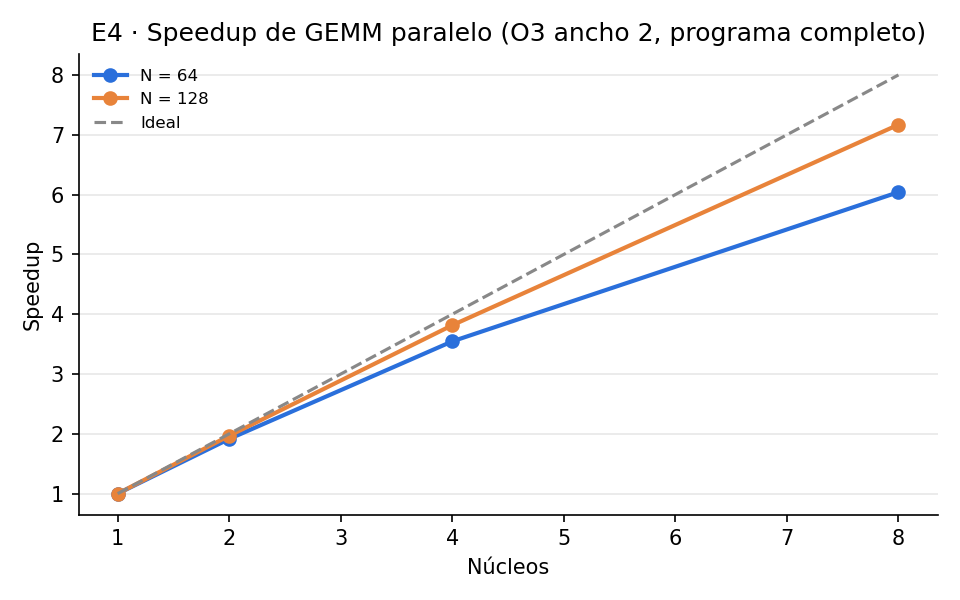 E4 · Speedup de GEMM paralelo (O3 ancho 2, programa completo)
N = 64
N = 128
Ideal
8
7
6
5
4
3
2
1
Speedup
1 2 3 4 5 6 7 8
Núcleos